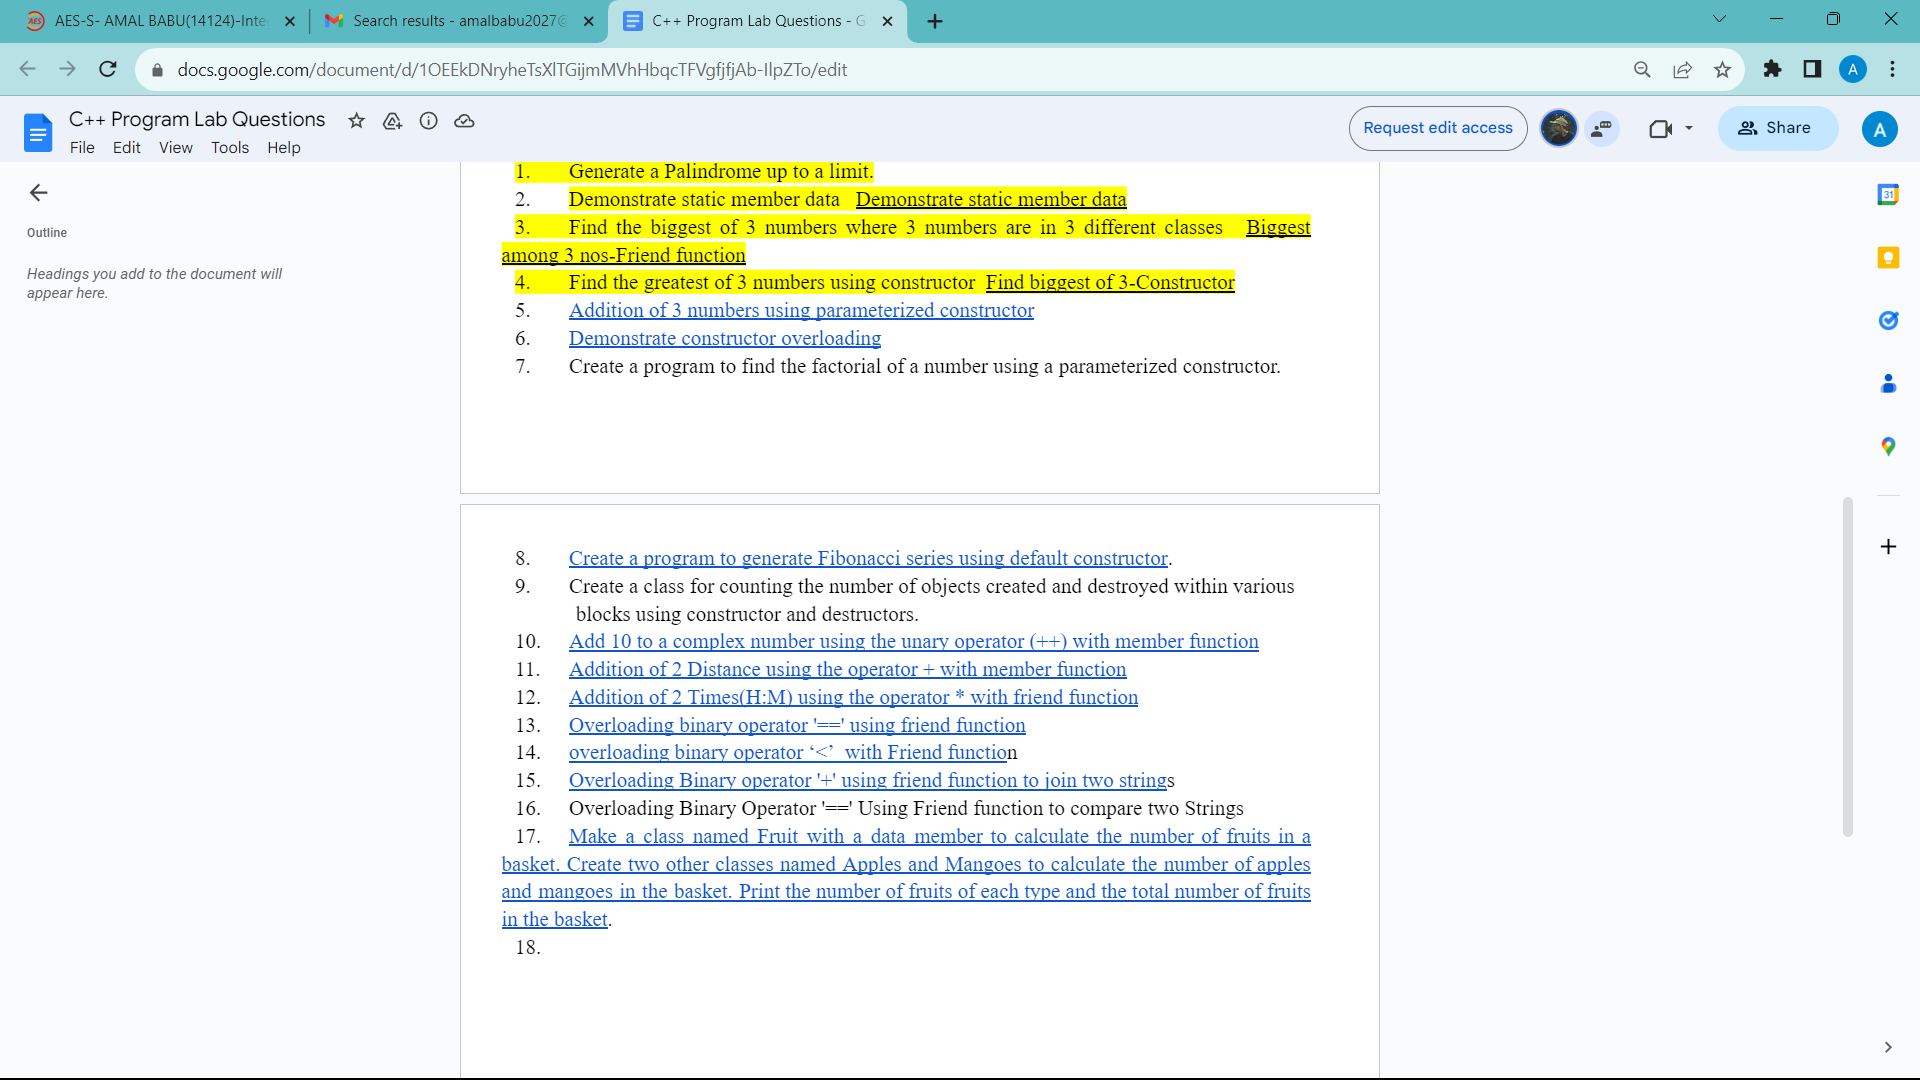 AES-S- AMAL BABU(14124)-Inte
Search results - amalbabu2027@
C++ Program Lab Questions - G
docs.google.com/document/d/1OEEkDNryheTsXlTGijmMVhHbqcTFVgfjfjAb-IlpZTo/edit
A
C++ Program Lab Questions
File Edit View Tools Help
Request edit access
Share
A
Outline
Headings you add to the document will
appear here.
31
1. Generate a Palindrome up to a limit.
2. Demonstrate static member data Demonstrate static member data
3. Find the biggest of 3 numbers where 3 numbers are in 3 different classes Biggest
among 3 nos-Friend function
4. Find the greatest of 3 numbers using constructor Find biggest of 3-Constructor
5. Addition of 3 numbers using parameterized constructor
6. Demonstrate constructor overloading
7. Create a program to find the factorial of a number using a parameterized constructor.
8. Create a program to generate Fibonacci series using default constructor.
9. Create a class for counting the number of objects created and destroyed within various
blocks using constructor and destructors.
10. Add 10 to a complex number using the unary operator (++) with member function
11. Addition of 2 Distance using the operator + with member function
12. Addition of 2 Times(H:M) using the operator * with friend function
13. Overloading binary operator '==' using friend function
14. overloading binary operator ‘<’ with Friend function
15. Overloading Binary operator '+' using friend function to join two strings
16. Overloading Binary Operator '==' Using Friend function to compare two Strings
17. Make a class named Fruit with a data member to calculate the number of fruits in a
basket. Create two other classes named Apples and Mangoes to calculate the number of apples
and mangoes in the basket. Print the number of fruits of each type and the total number of fruits
in the basket.
18.